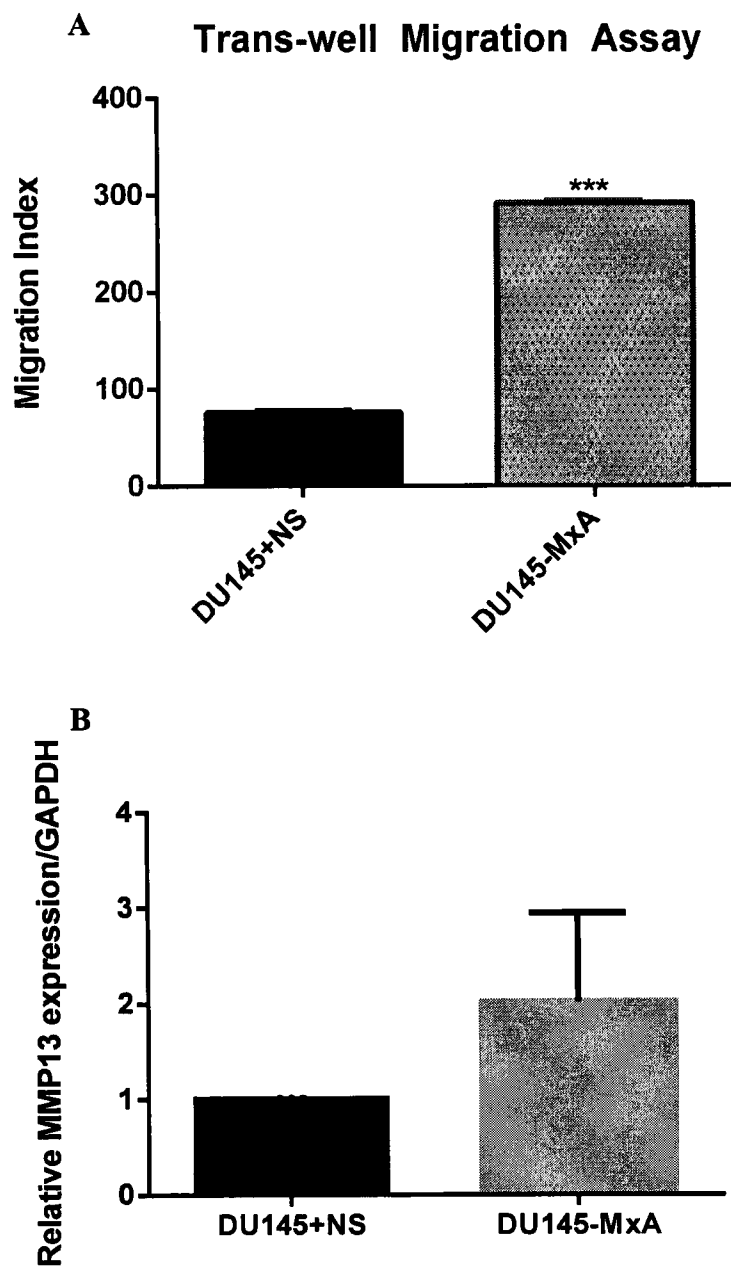 A
Trans-well Migration Assay
Migration Index
400
300
200
100
0
***
DU145+NS
DU145-MxA
B
Relative MMP13 expression/GAPDH
4
3
2
1
0
DU145+NS
DU145-MxA